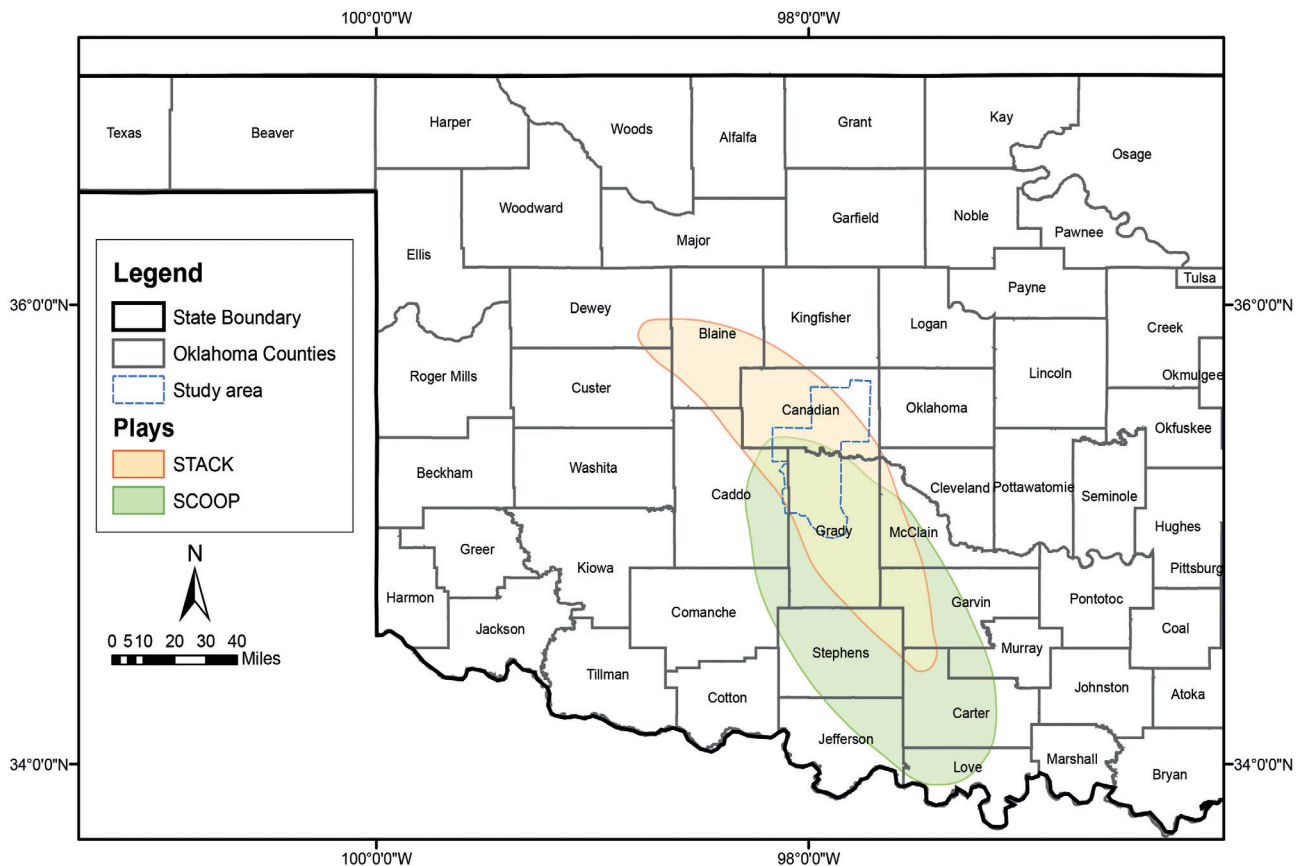 100°0'0"W 98°0'0"W
Texas
Beaver
Harper
Woods
Alfalfa
Grant
Kay
Osage
Woodward
Ellis
Major
Garfield
Noble
Pawnee
Legend
State Boundary
Oklahoma Counties
Study area
Plays
STACK
SCOOP
N
0 5 10 20 30 40
Miles
36°0'0"N
36°0'0"N
Dewey
Blaine
Kingfisher
Logan
Payne
Tulsa
Creek
Roger Mills
Custer
Canadian
Oklahoma
Lincoln
Okmulgee
Okfuskee
Beckham
Washita
Caddo
Grady
McClain
Cleveland
Pottawatomie
Seminole
Hughes
Greer
Kiowa
Harmon
Jackson
Comanche
Garvin
Pontotoc
Pittsburg
Coal
Tillman
Cotton
Stephens
Murray
Johnston
Atoka
Jefferson
Carter
Love
Marshall
Bryan
34°0'0"N
34°0'0"N
100°0'0"W 98°0'0"W